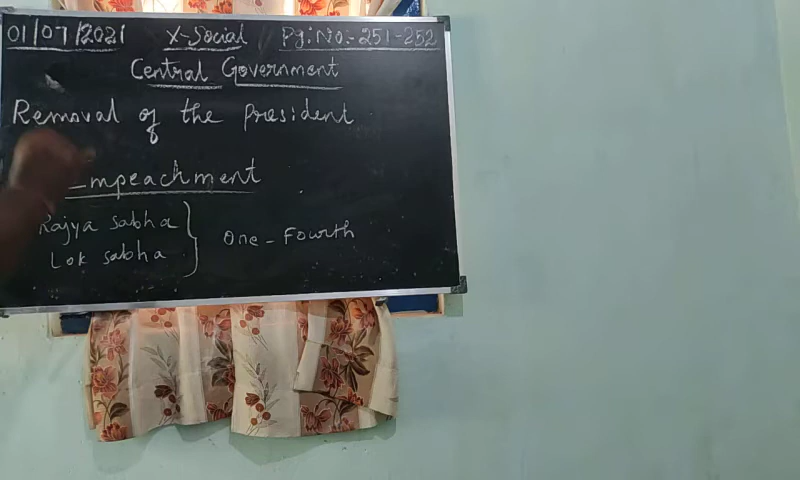 01/07/2021 X-Social Pg:No:-251-252
Central Government
Removal of the president
Impeachment
Rajya sabha
Lok sabha
One-Fourth